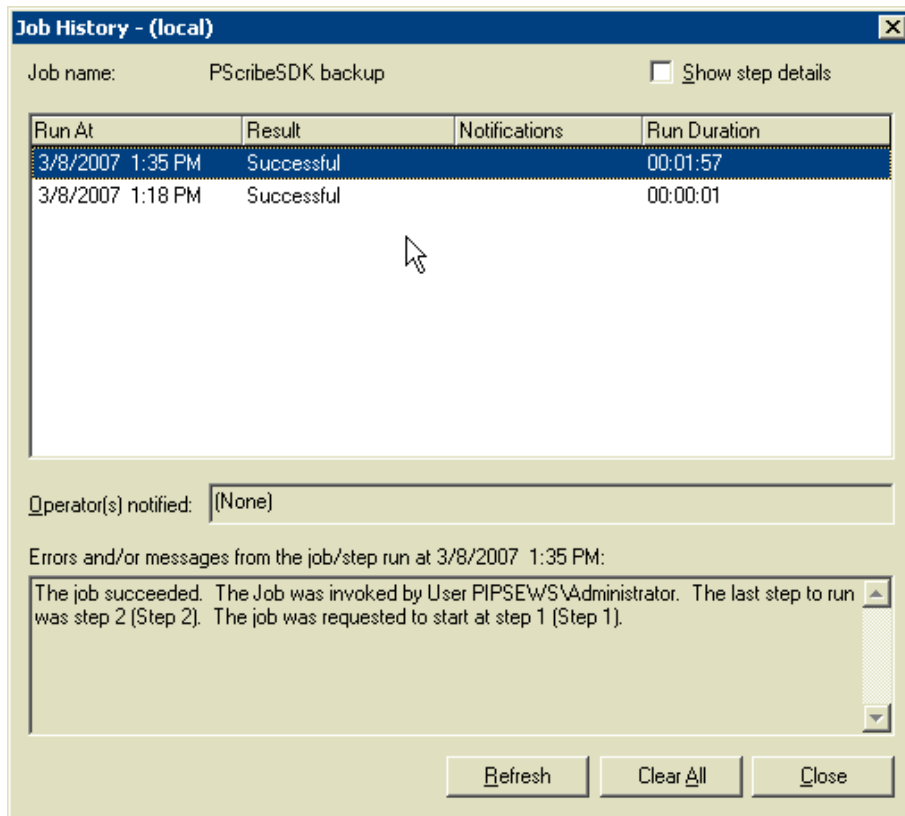 Job History - (local)
Job name: PScribeSDK backup Show step details
Run At Result Notifications Run Duration
3/8/2007 1:35 PM Successful 00:01:57
3/8/2007 1:18 PM Successful 00:00:01
Operator(s) notified: (None)
Errors and/or messages from the job/step run at 3/8/2007 1:35 PM:
The job succeeded. The Job was invoked by User PIPSEWS\Administrator. The last step to run
was step 2 (Step 2). The job was requested to start at step 1 (Step 1).
Refresh Clear All Close